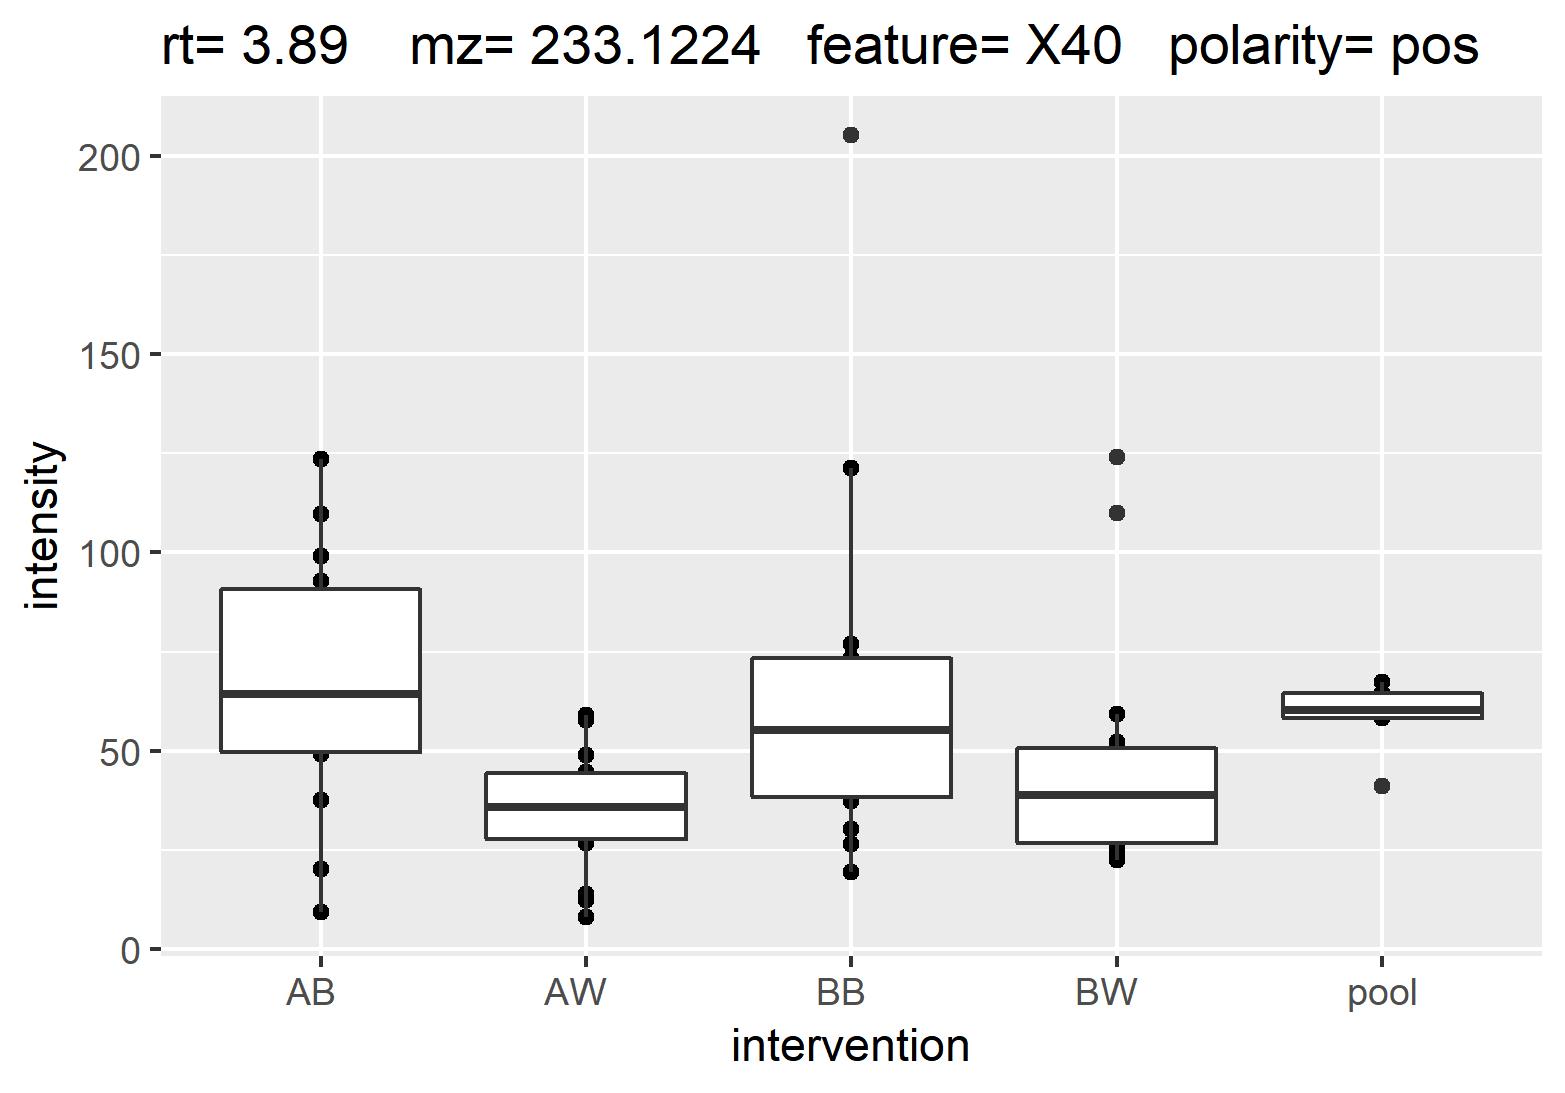 rt= 3.89 mz= 233.1224 feature= X40 polarity= pos
200
150
100
50
0
intensity
AB AW BB BW pool
intervention